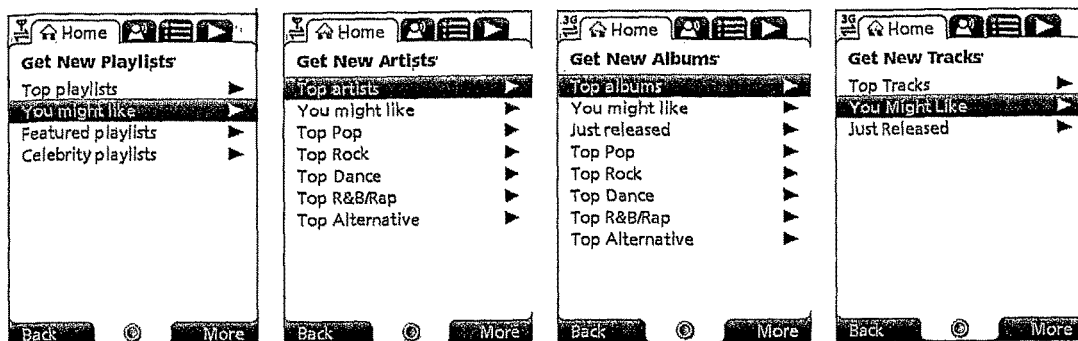 Home
Get New Playlists
Top playlists
You might like
Featured playlists
Celebrity playlists
Back More
Home
Get New Artists
Top artists
You might like
Top Pop
Top Rock
Top Dance
Top R&B/Rap
Top Alternative
Back More
3G Home
Get New Albums
Top albums
You might like
Just released
Top Pop
Top Rock
Top Dance
Top R&B/Rap
Top Alternative
Back More
3G Home
Get New Tracks
Top Tracks
You Might Like
Just Released
Back More